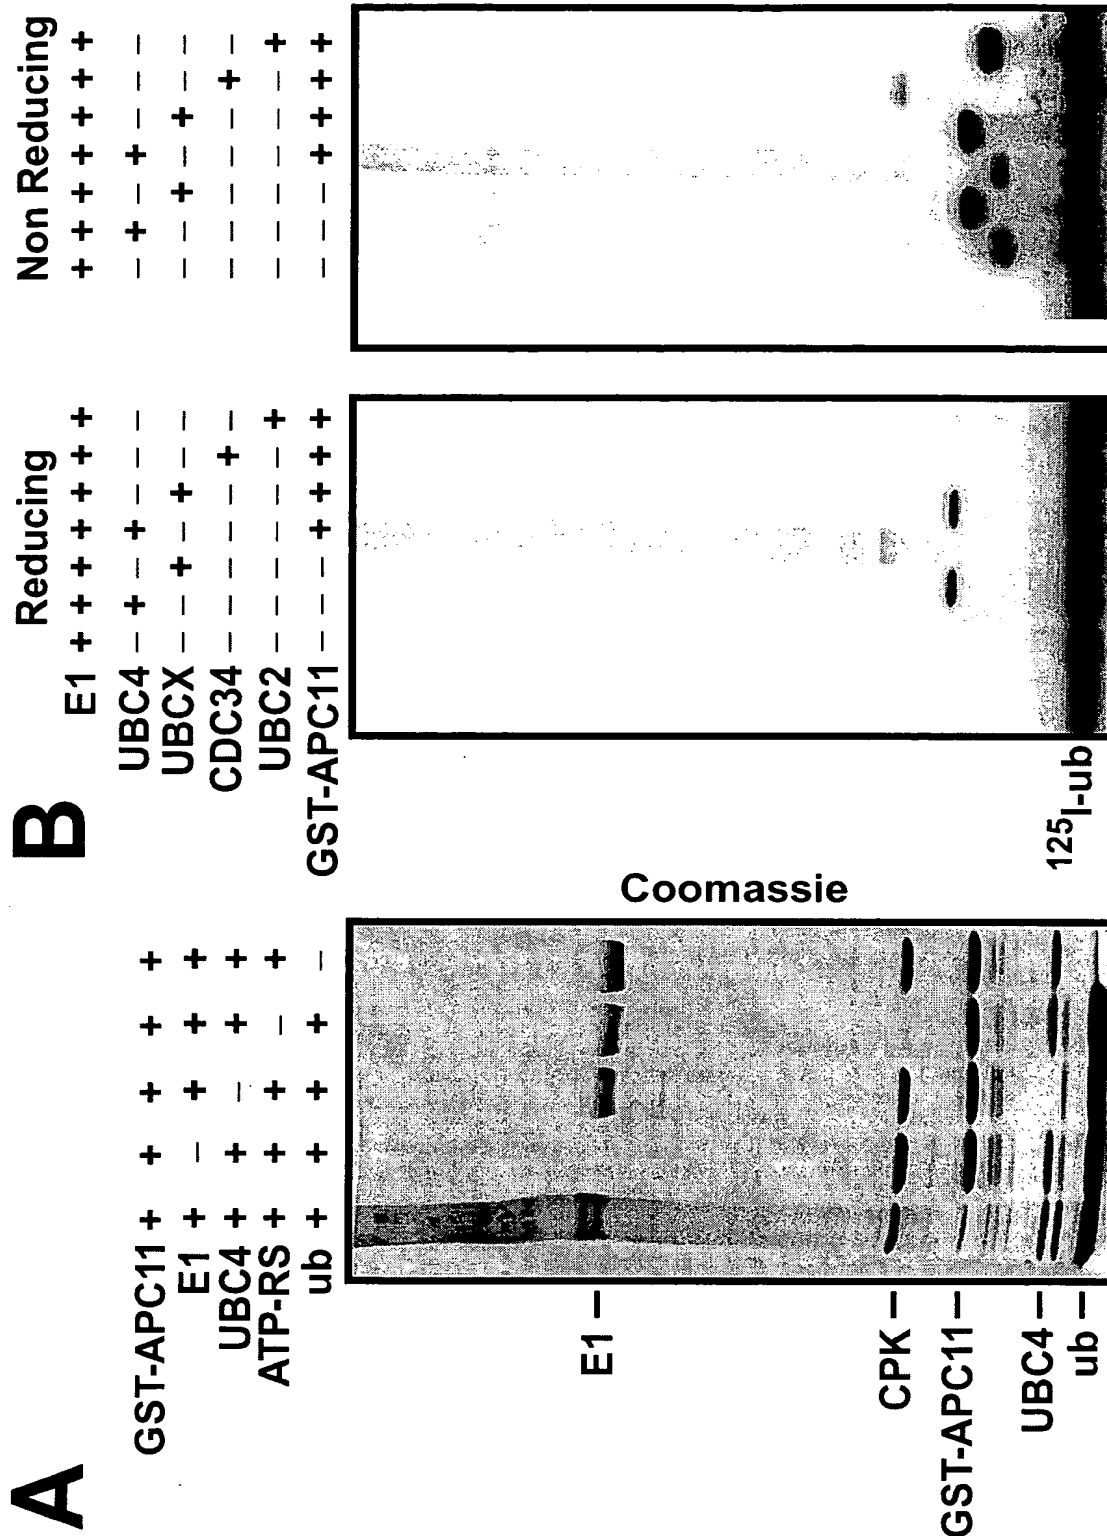 A
GST-APC11 + + + + +
E1 + – + + +
UBC4 + + – + +
ATP-RS + + + – +
ub + + + + –
E1 –
CPK –
GST-APC11 –
UBC4 –
ub –
Coomassie
B
Reducing
Non Reducing
E1 + + + + + + + + + + + + + +
UBC4 – + – + – – – – + – + – – –
UBCX – – + – + – – – – + – + – –
CDC34 – – – – – + – – – – – – + –
UBC2 – – – – – – + – – – – – – +
GST-APC11 – – – + + + + – – – + + + +
125I-ub